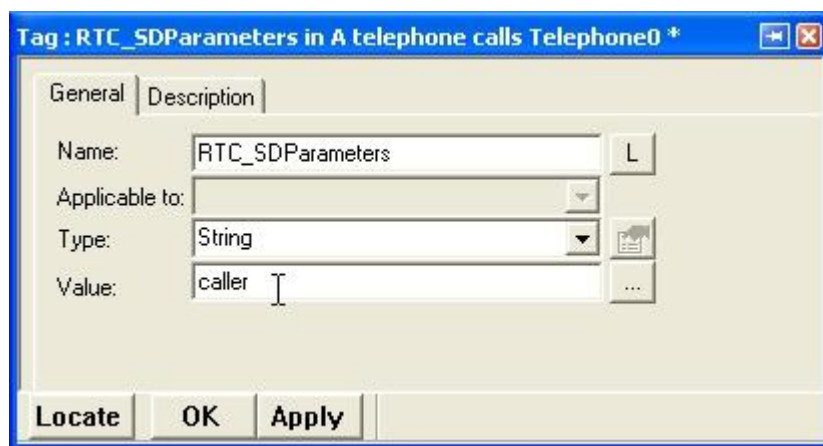 Tag : RTC_SDParameters in A telephone calls Telephone0 *
General Description
Name: RTC_SDParameters L
Applicable to:
Type: String
Value: caller ...
Locate OK Apply